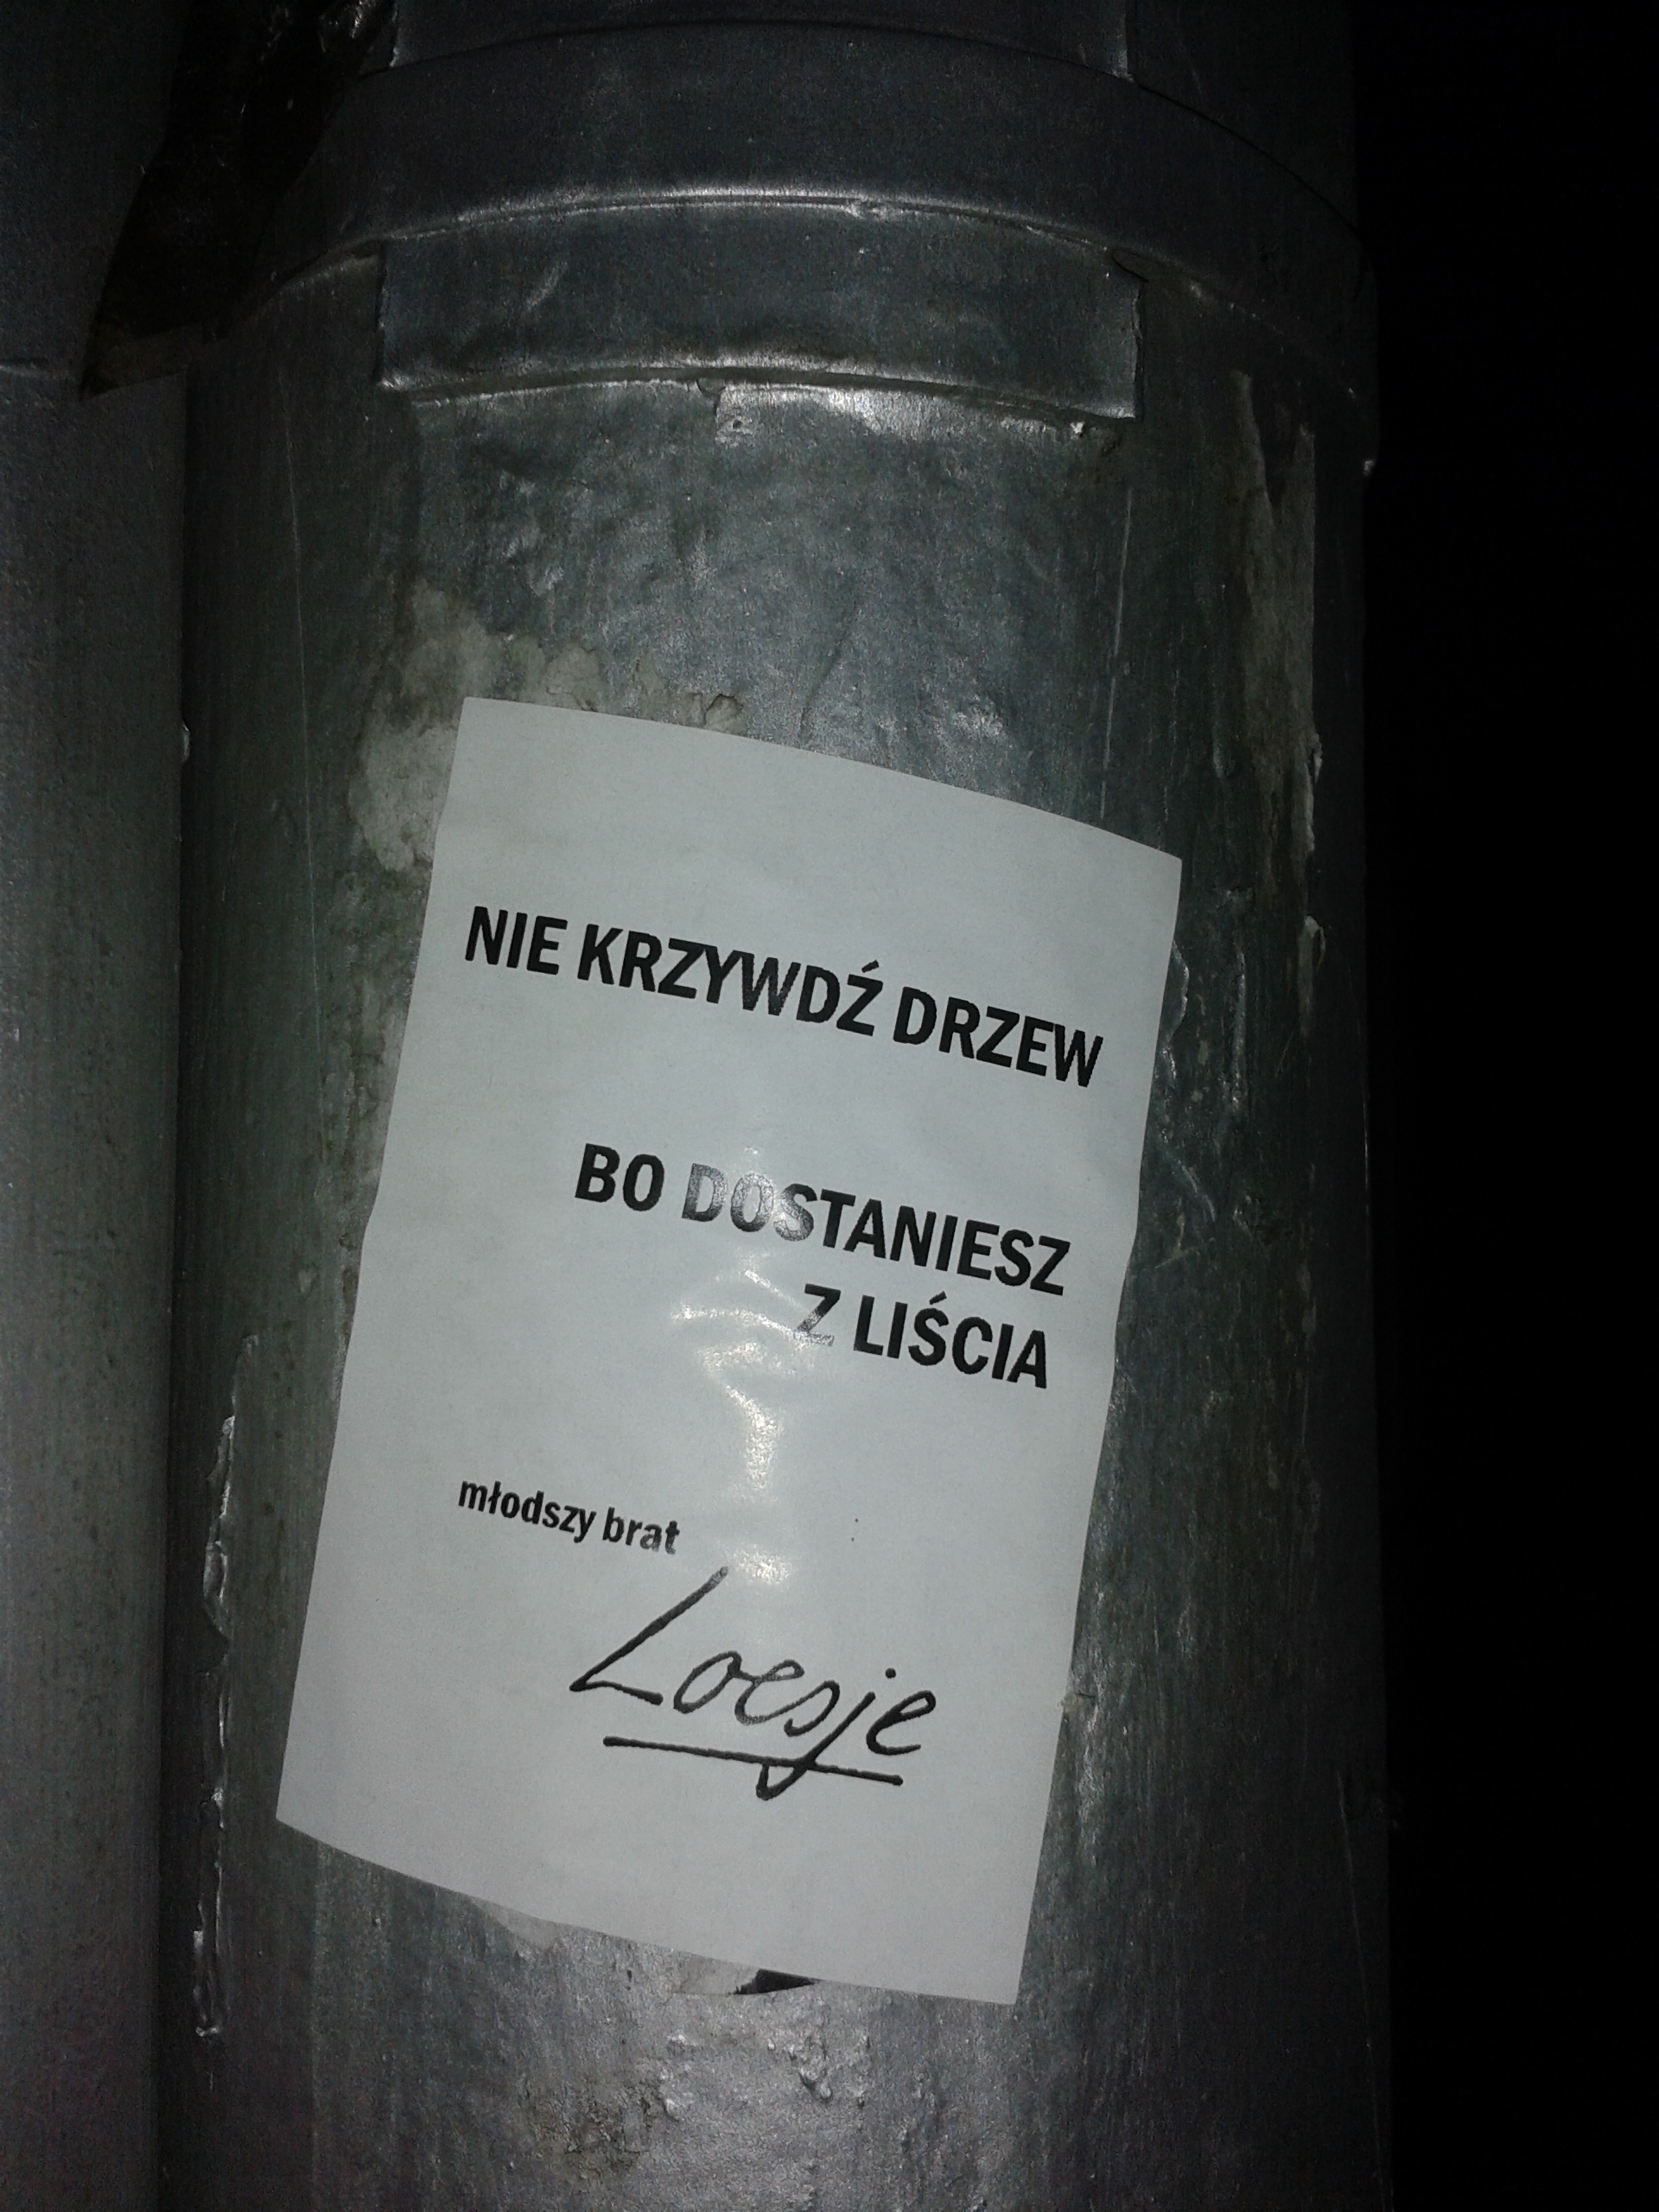 NIE KRZYWDŹ DRZEW
BO DOSTANIESZ
Z LIŚCIA
młodszy brat
Loesje